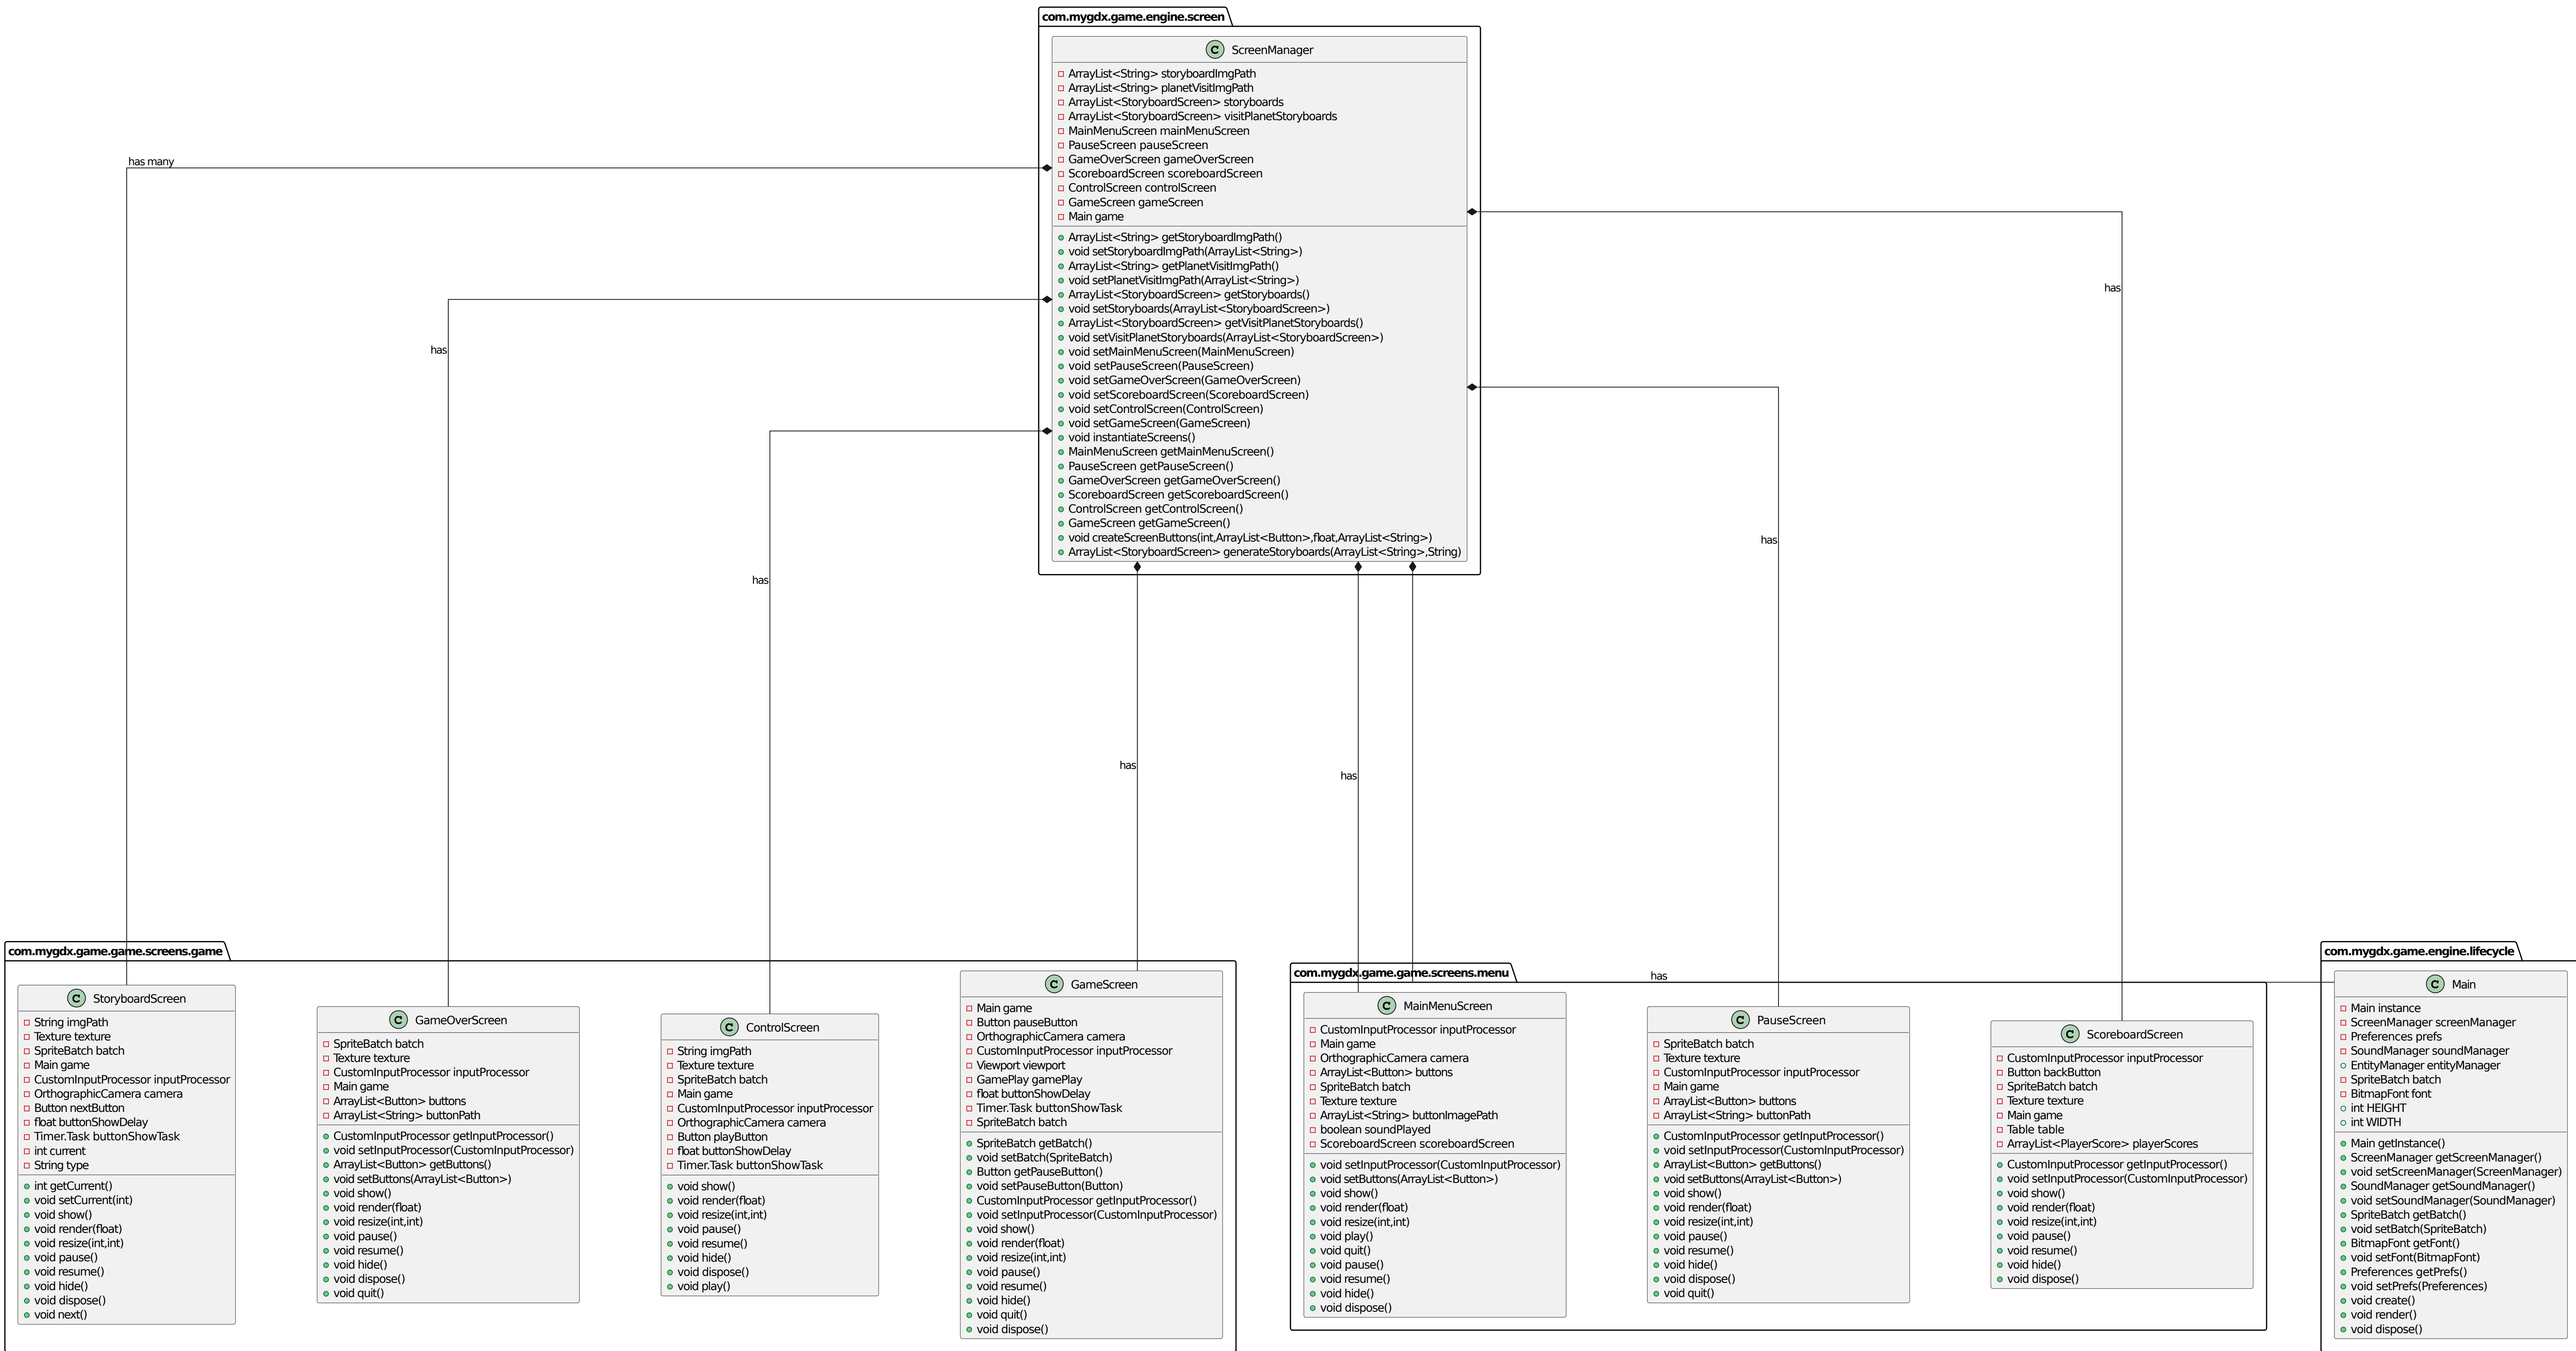 com.mygdx.game.engine.screen
C ScreenManager
ArrayList<String> storyboardImgPath
ArrayList<String> planetVisitImgPath
ArrayList<StoryboardScreen> storyboards
ArrayList<StoryboardScreen> visitPlanetStoryboards
MainMenuScreen mainMenuScreen
PauseScreen pauseScreen
GameOverScreen gameOverScreen
ScoreboardScreen scoreboardScreen
ControlScreen controlScreen
GameScreen gameScreen
Main game
ArrayList<String> getStoryboardImgPath()
void setStoryboardImgPath(ArrayList<String>)
ArrayList<String> getPlanetVisitImgPath()
void setPlanetVisitImgPath(ArrayList<String>)
ArrayList<StoryboardScreen> getStoryboards()
void setStoryboards(ArrayList<StoryboardScreen>)
ArrayList<StoryboardScreen> getVisitPlanetStoryboards()
void setVisitPlanetStoryboards(ArrayList<StoryboardScreen>)
void setMainMenuScreen(MainMenuScreen)
void setPauseScreen(PauseScreen)
void setGameOverScreen(GameOverScreen)
void setScoreboardScreen(ScoreboardScreen)
void setControlScreen(ControlScreen)
void setGameScreen(GameScreen)
void instantiateScreens()
MainMenuScreen getMainMenuScreen()
PauseScreen getPauseScreen()
GameOverScreen getGameOverScreen()
ScoreboardScreen getScoreboardScreen()
ControlScreen getControlScreen()
GameScreen getGameScreen()
void createScreenButtons(int,ArrayList<Button>,float,ArrayList<String>)
ArrayList<StoryboardScreen> generateStoryboards(ArrayList<String>,String)
has many
has
has
has
has
has
has
has
com.mygdx.game.game.screens.game
C StoryboardScreen
String imgPath
Texture texture
SpriteBatch batch
Main game
CustomInputProcessor inputProcessor
OrthographicCamera camera
Button nextButton
float buttonShowDelay
Timer.Task buttonShowTask
int current
String type
int getCurrent()
void setCurrent(int)
void show()
void render(float)
void resize(int,int)
void pause()
void resume()
void hide()
void dispose()
void next()
C GameOverScreen
SpriteBatch batch
Texture texture
CustomInputProcessor inputProcessor
Main game
ArrayList<Button> buttons
ArrayList<String> buttonPath
CustomInputProcessor getInputProcessor()
void setInputProcessor(CustomInputProcessor)
ArrayList<Button> getButtons()
void setButtons(ArrayList<Button>)
void show()
void render(float)
void resize(int,int)
void pause()
void resume()
void hide()
void dispose()
void quit()
C ControlScreen
String imgPath
Texture texture
SpriteBatch batch
Main game
CustomInputProcessor inputProcessor
OrthographicCamera camera
Button playButton
float buttonShowDelay
Timer.Task buttonShowTask
void show()
void render(float)
void resize(int,int)
void pause()
void resume()
void hide()
void dispose()
void play()
C GameScreen
Main game
Button pauseButton
OrthographicCamera camera
CustomInputProcessor inputProcessor
Viewport viewport
GamePlay gamePlay
float buttonShowDelay
Timer.Task buttonShowTask
SpriteBatch batch
SpriteBatch getBatch()
void setBatch(SpriteBatch)
Button getPauseButton()
void setPauseButton(Button)
CustomInputProcessor getInputProcessor()
void setInputProcessor(CustomInputProcessor)
void show()
void render(float)
void resize(int,int)
void pause()
void resume()
void hide()
void quit()
void dispose()
com.mygdx.game.game.screens.menu
C MainMenuScreen
CustomInputProcessor inputProcessor
Main game
OrthographicCamera camera
ArrayList<Button> buttons
SpriteBatch batch
Texture texture
ArrayList<String> buttonImagePath
boolean soundPlayed
ScoreboardScreen scoreboardScreen
void setInputProcessor(CustomInputProcessor)
void setButtons(ArrayList<Button>)
void show()
void render(float)
void resize(int,int)
void play()
void quit()
void pause()
void resume()
void hide()
void dispose()
C PauseScreen
SpriteBatch batch
Texture texture
CustomInputProcessor inputProcessor
Main game
ArrayList<Button> buttons
ArrayList<String> buttonPath
CustomInputProcessor getInputProcessor()
void setInputProcessor(CustomInputProcessor)
ArrayList<Button> getButtons()
void setButtons(ArrayList<Button>)
void show()
void render(float)
void resize(int,int)
void pause()
void resume()
void hide()
void dispose()
void quit()
C ScoreboardScreen
CustomInputProcessor inputProcessor
Button backButton
SpriteBatch batch
Texture texture
Main game
Table table
ArrayList<PlayerScore> playerScores
CustomInputProcessor getInputProcessor()
void setInputProcessor(CustomInputProcessor)
void show()
void render(float)
void resize(int,int)
void pause()
void resume()
void hide()
void dispose()
com.mygdx.game.engine.lifecycle
C Main
Main instance
ScreenManager screenManager
Preferences prefs
SoundManager soundManager
EntityManager entityManager
SpriteBatch batch
BitmapFont font
int HEIGHT
int WIDTH
Main getInstance()
ScreenManager getScreenManager()
void setScreenManager(ScreenManager)
SoundManager getSoundManager()
void setSoundManager(SoundManager)
SpriteBatch getBatch()
void setBatch(SpriteBatch)
BitmapFont getFont()
void setFont(BitmapFont)
Preferences getPrefs()
void setPrefs(Preferences)
void create()
void render()
void dispose()